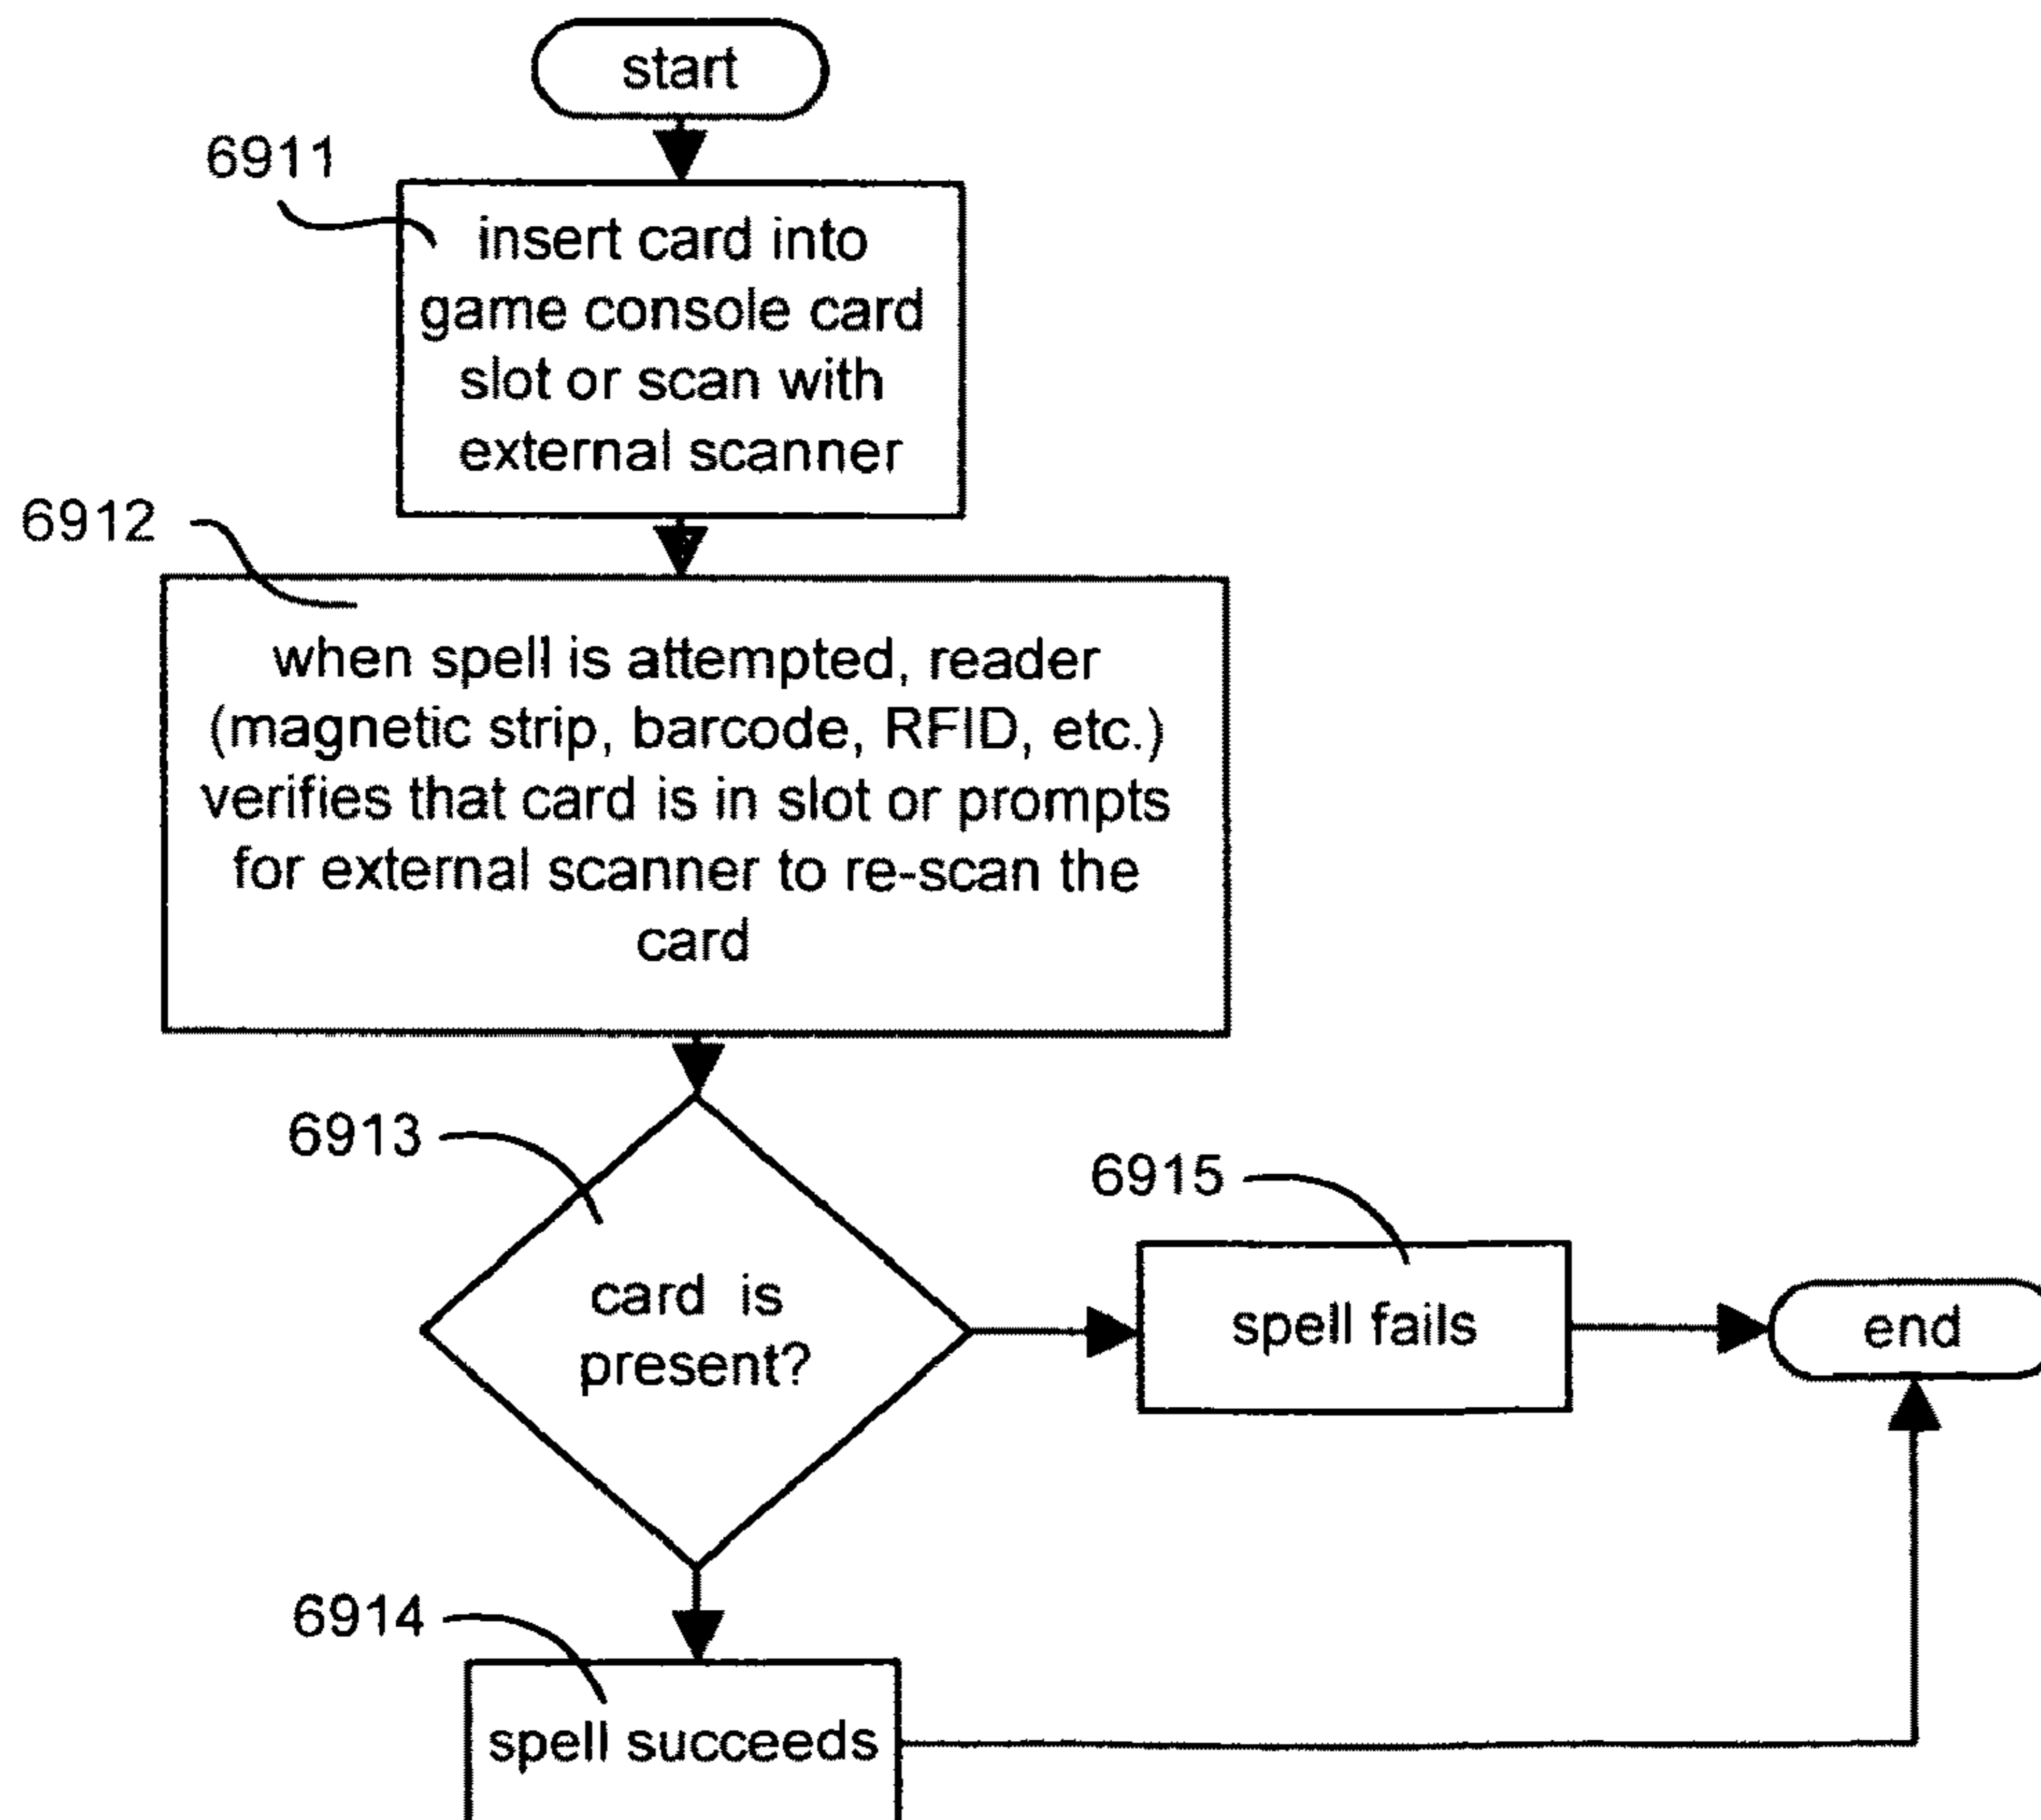 start
6911
insert card into
game console card
slot or scan with
external scanner
6912
when spell is attempted, reader
(magnetic strip, barcode, RFID, etc.)
verifies that card is in slot or prompts
for external scanner to re-scan the
card
6913
card is
present?
6915
spell fails
end
6914
spell succeeds